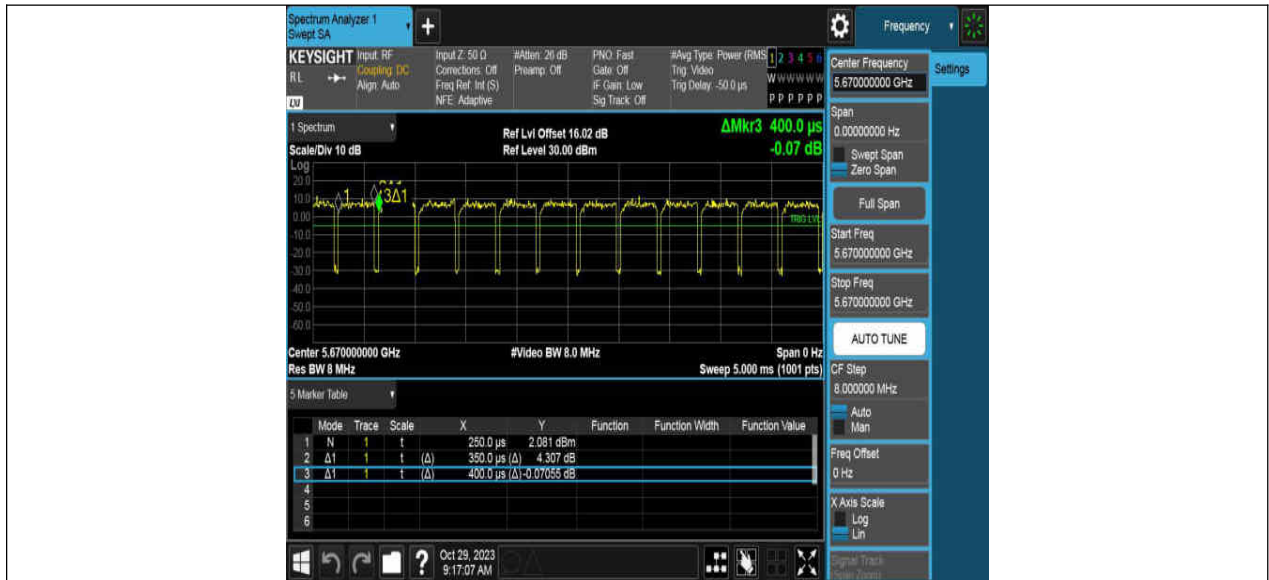 Spectrum Analyzer 1
Swept SA
Frequency
KEYSIGHT
RL
LXI
Input: RF
Coupling: DC
Align: Auto
Input Z: 50 Ω
Corrections: Off
Freq Ref: Int (S)
NFE: Adaptive
#Atten: 26 dB
Preamp: Off
PNO: Fast
Gate: Off
IF Gain: Low
Sig Track: Off
#Avg Type: Power (RMS
Trig: Video
Trig Delay: -50.0 µs
1 2 3 4 5 6
W W W W W W
P P P P P P
Center Frequency
5.670000000 GHz
Settings
1 Spectrum
Scale/Div 10 dB
Ref Lvl Offset 16.02 dB
Ref Level 30.00 dBm
ΔMkr3 400.0 µs
-0.07 dB
Log
20.0
10.0
0.00
-10.0
-20.0
-30.0
-40.0
-50.0
-60.0
1
3Δ1
TRIG LVL
Center 5.670000000 GHz
Res BW 8 MHz
#Video BW 8.0 MHz
Span 0 Hz
Sweep 5.000 ms (1001 pts)
Span
0.00000000 Hz
Swept Span
Zero Span
Full Span
Start Freq
5.670000000 GHz
Stop Freq
5.670000000 GHz
AUTO TUNE
CF Step
8.000000 MHz
Auto
Man
Freq Offset
0 Hz
X Axis Scale
Log
Lin
Signal Track
(Span Zoom)
5 Marker Table
Mode Trace Scale X Y Function Function Width Function Value
1 N 1 t 250.0 µs 2.081 dBm
2 Δ1 1 t (Δ) 350.0 µs (Δ) 4.307 dB
3 Δ1 1 t (Δ) 400.0 µs (Δ) -0.07055 dB
4
5
6
Oct 29, 2023
9:17:07 AM